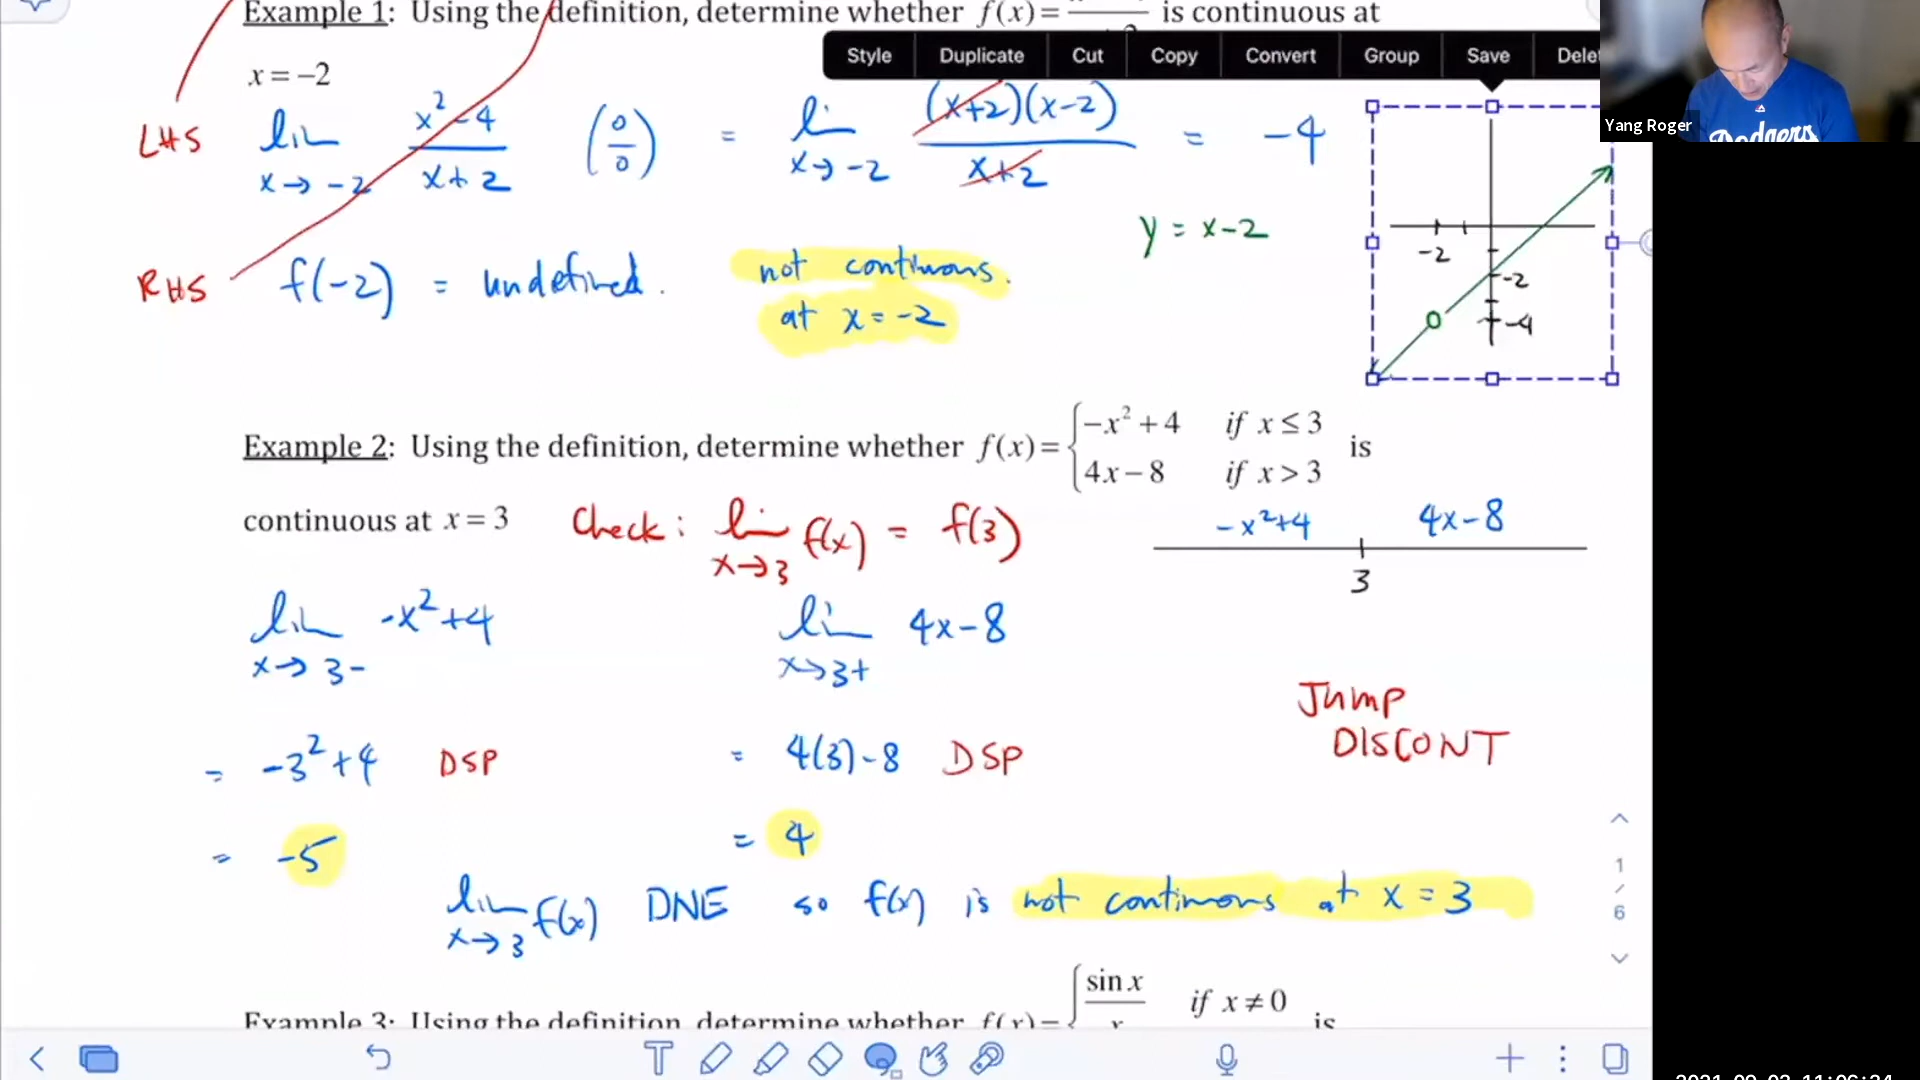 Example 1: Using the definition, determine whether f(x)= is continuous at
Style Duplicate Cut Copy Convert Group Save Dele
x = –2
Yang Roger
Dodgers
LHS lim x→-2 x²-4/x+2 (0/0) = lim x→-2 (x+2)(x-2)/x+2 = -4
y = x-2
-2
-2
-4
RHS f(-2) = undefined. not continuous.
at x = -2
Example 2: Using the definition, determine whether f(x)= {–x²+4 if x ≤ 3 is
4x–8 if x > 3
continuous at x = 3 Check: lim x→3 f(x) = f(3)
-x²+4 4x-8
3
lim x→3- -x²+4 lim x→3+ 4x-8
Jump
DISCONT
= -3²+4 DSP = 4(3)-8 DSP
= -5 = 4
lim x→3 f(x) DNE so f(x) is not continuous at x = 3
1
/
6
Example 3: Using the definition, determine whether f(x)= {sin x/x if x ≠ 0 is
T